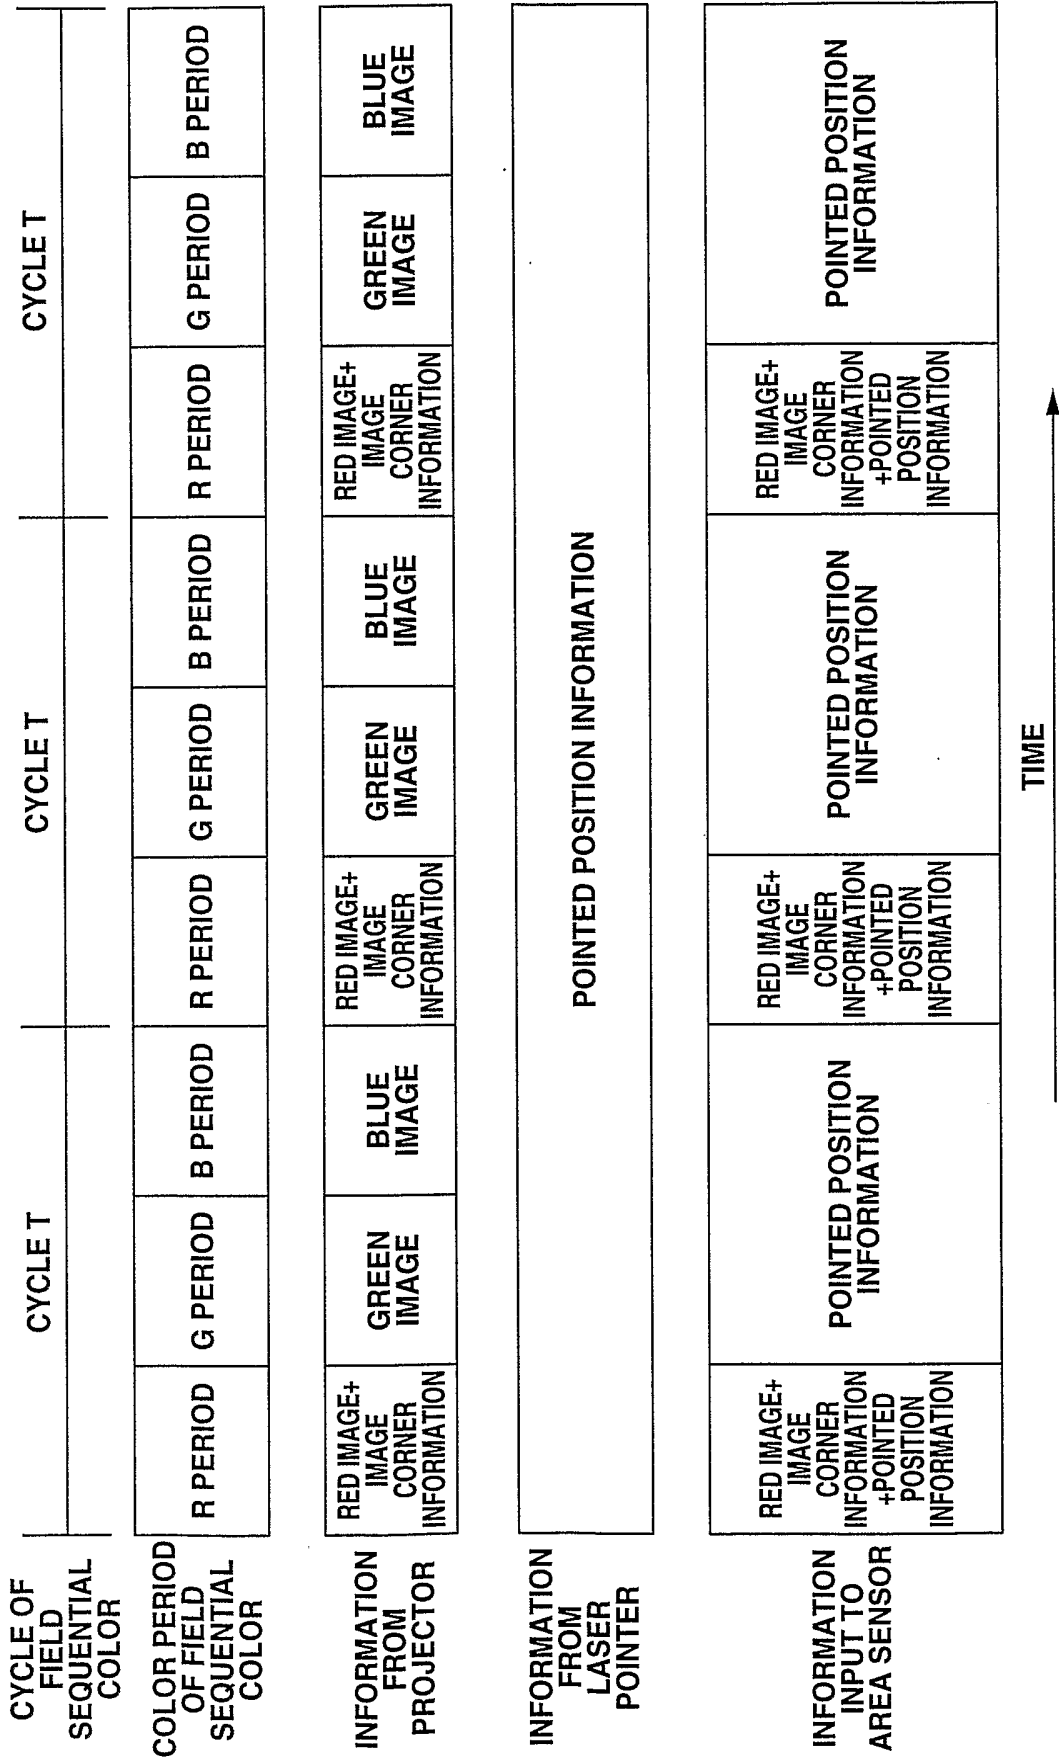 CYCLE OF
FIELD
SEQUENTIAL
COLOR
CYCLE T
CYCLE T
CYCLE T
COLOR PERIOD
OF FIELD
SEQUENTIAL
COLOR
R PERIOD
G PERIOD
B PERIOD
R PERIOD
G PERIOD
B PERIOD
R PERIOD
G PERIOD
B PERIOD
INFORMATION
FROM
PROJECTOR
RED IMAGE+
IMAGE
CORNER
INFORMATION
GREEN
IMAGE
BLUE
IMAGE
RED IMAGE+
IMAGE
CORNER
INFORMATION
GREEN
IMAGE
BLUE
IMAGE
RED IMAGE+
IMAGE
CORNER
INFORMATION
GREEN
IMAGE
BLUE
IMAGE
INFORMATION
FROM
LASER
POINTER
POINTED POSITION INFORMATION
INFORMATION
INPUT TO
AREA SENSOR
RED IMAGE+
IMAGE
CORNER
INFORMATION
+POINTED
POSITION
INFORMATION
POINTED POSITION
INFORMATION
RED IMAGE+
IMAGE
CORNER
INFORMATION
+POINTED
POSITION
INFORMATION
POINTED POSITION
INFORMATION
RED IMAGE+
IMAGE
CORNER
INFORMATION
+POINTED
POSITION
INFORMATION
POINTED POSITION
INFORMATION
TIME